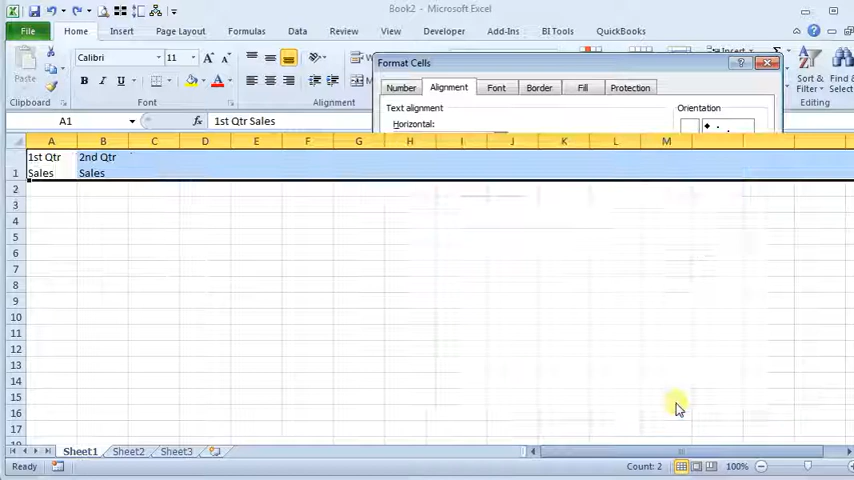 Book2 - Microsoft Excel
File Home Insert Page Layout Formulas Data Review View Developer Add-Ins BI Tools QuickBooks
Paste
Calibri 11
Sort &
Filter
Find &
Clipboard Font Alignment Editing
Format Cells
Number Alignment Font Border Fill Protection
Text alignment
Horizontal:
Orientation
A1 fx 1st Qtr Sales
A B C D E F G H I J K L M
1st Qtr 2nd Qtr
1 Sales Sales
2
3
4
5
6
7
8
9
10
11
12
13
14
15
16
17
Sheet1 Sheet2 Sheet3
Ready Count: 2 100%